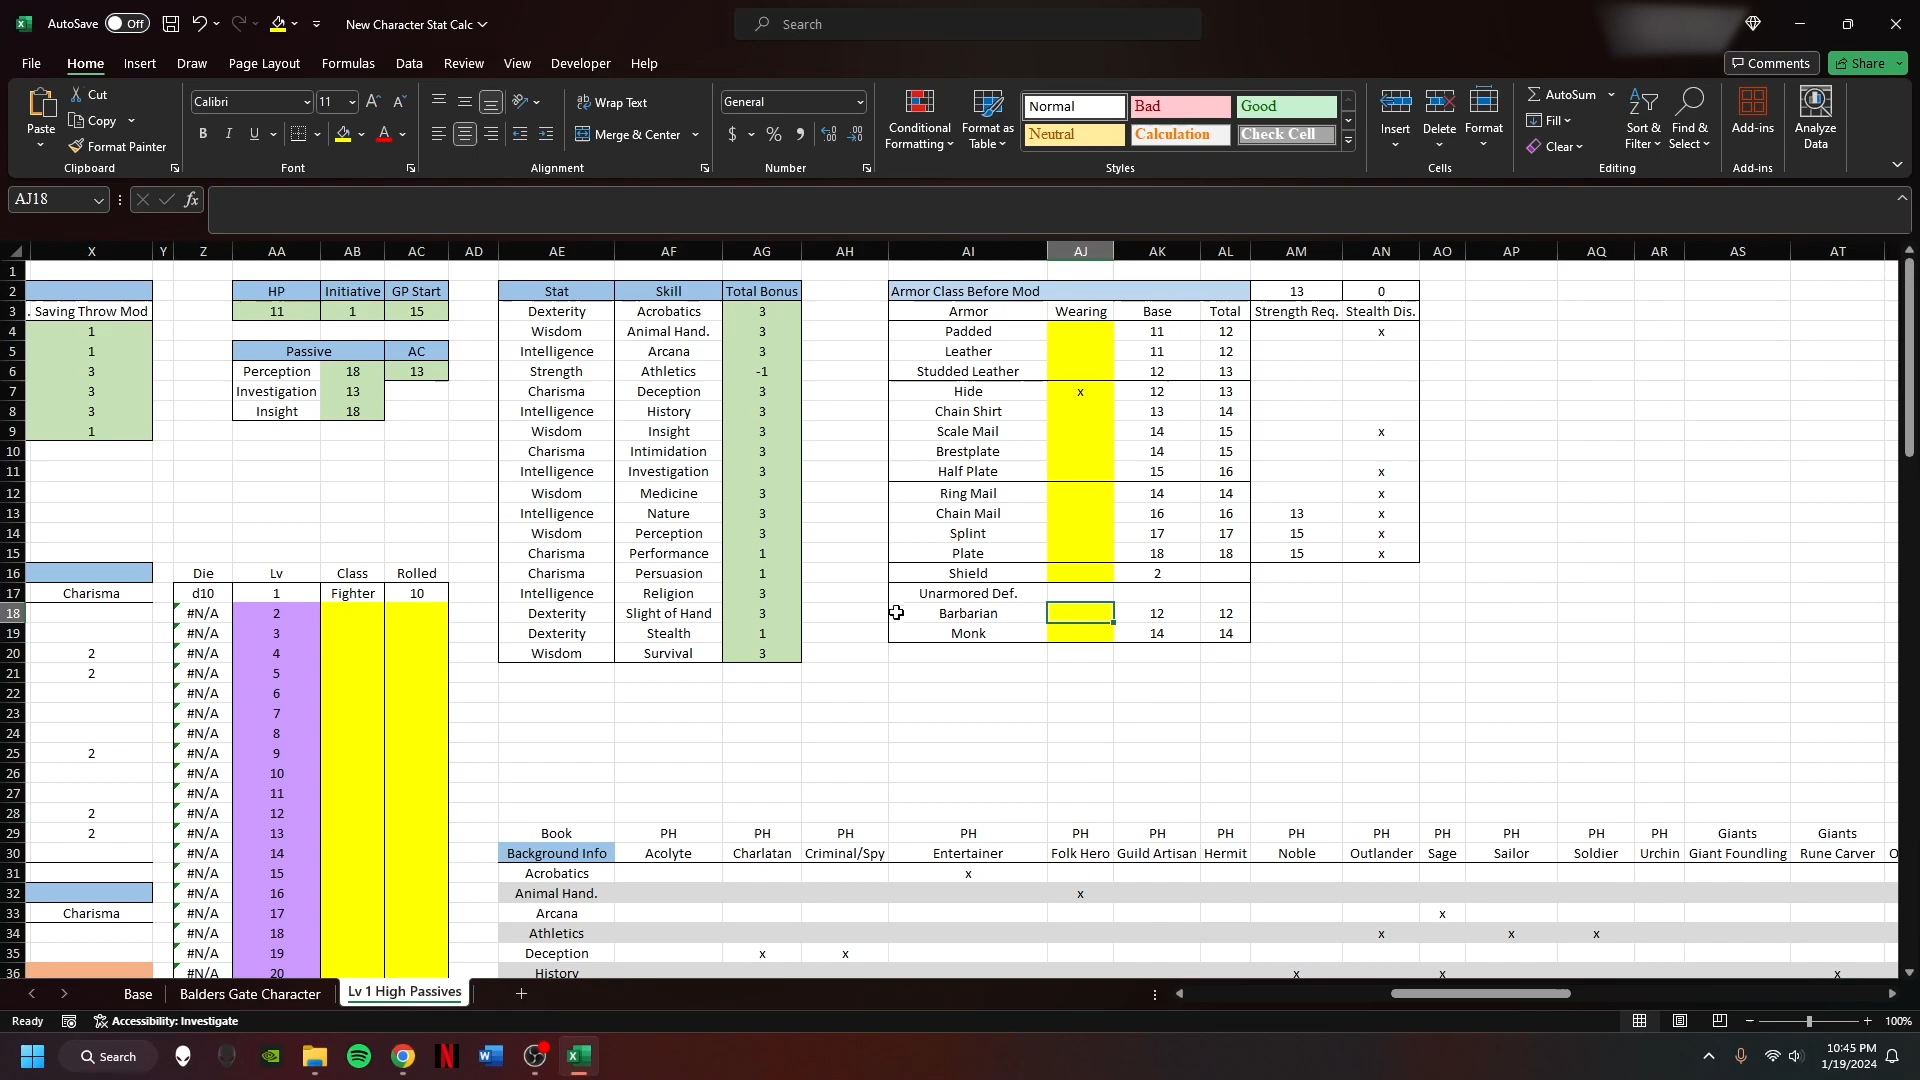 AutoSave Off New Character Stat Calc Search
File Home Insert Draw Page Layout Formulas Data Review View Developer Help Comments Share
Paste Cut Copy Format Painter Clipboard
Calibri 11 B I U Font
Wrap Text Merge & Center Alignment
General $ % , Number
Conditional Formatting Format as Table Normal Bad Good Neutral Calculation Check Cell Styles
Insert Delete Format Cells
AutoSum Fill Clear Sort & Filter Find & Select Editing
Add-ins Add-ins Analyze Data
AJ18 fx
X Y Z AA AB AC AD AE AF AG AH AI AJ AK AL AM AN AO AP AQ AR AS AT
1
2 HP Initiative GP Start Stat Skill Total Bonus Armor Class Before Mod 13 0
3 . Saving Throw Mod 11 1 15 Dexterity Acrobatics 3 Armor Wearing Base Total Strength Req. Stealth Dis.
4 1 Wisdom Animal Hand. 3 Padded 11 12 x
5 1 Passive AC Intelligence Arcana 3 Leather 11 12
6 3 Perception 18 13 Strength Athletics -1 Studded Leather 12 13
7 3 Investigation 13 Charisma Deception 3 Hide x 12 13
8 3 Insight 18 Intelligence History 3 Chain Shirt 13 14
9 1 Wisdom Insight 3 Scale Mail 14 15 x
10 Charisma Intimidation 3 Brestplate 14 15
11 Intelligence Investigation 3 Half Plate 15 16 x
12 Wisdom Medicine 3 Ring Mail 14 14 x
13 Intelligence Nature 3 Chain Mail 16 16 13 x
14 Wisdom Perception 3 Splint 17 17 15 x
15 Charisma Performance 1 Plate 18 18 15 x
16 Die Lv Class Rolled Charisma Persuasion 1 Shield 2
17 Charisma d10 1 Fighter 10 Intelligence Religion 3 Unarmored Def.
18 #N/A 2 Dexterity Slight of Hand 3 Barbarian 12 12
19 #N/A 3 Dexterity Stealth 1 Monk 14 14
20 2 #N/A 4 Wisdom Survival 3
21 2 #N/A 5
22 #N/A 6
23 #N/A 7
24 #N/A 8
25 2 #N/A 9
26 #N/A 10
27 #N/A 11
28 2 #N/A 12
29 2 #N/A 13 Book PH PH PH PH PH PH PH PH PH PH PH PH PH Giants Giants
30 #N/A 14 Background Info Acolyte Charlatan Criminal/Spy Entertainer Folk Hero Guild Artisan Hermit Noble Outlander Sage Sailor Soldier Urchin Giant Foundling Rune Carver O
31 #N/A 15 Acrobatics x
32 #N/A 16 Animal Hand. x
33 Charisma #N/A 17 Arcana x
34 #N/A 18 Athletics x x x
35 #N/A 19 Deception x x
36 #N/A 20 History x x x
Base Balders Gate Character Lv 1 High Passives
Ready Accessibility: Investigate 100%
Search 10:45 PM
1/19/2024